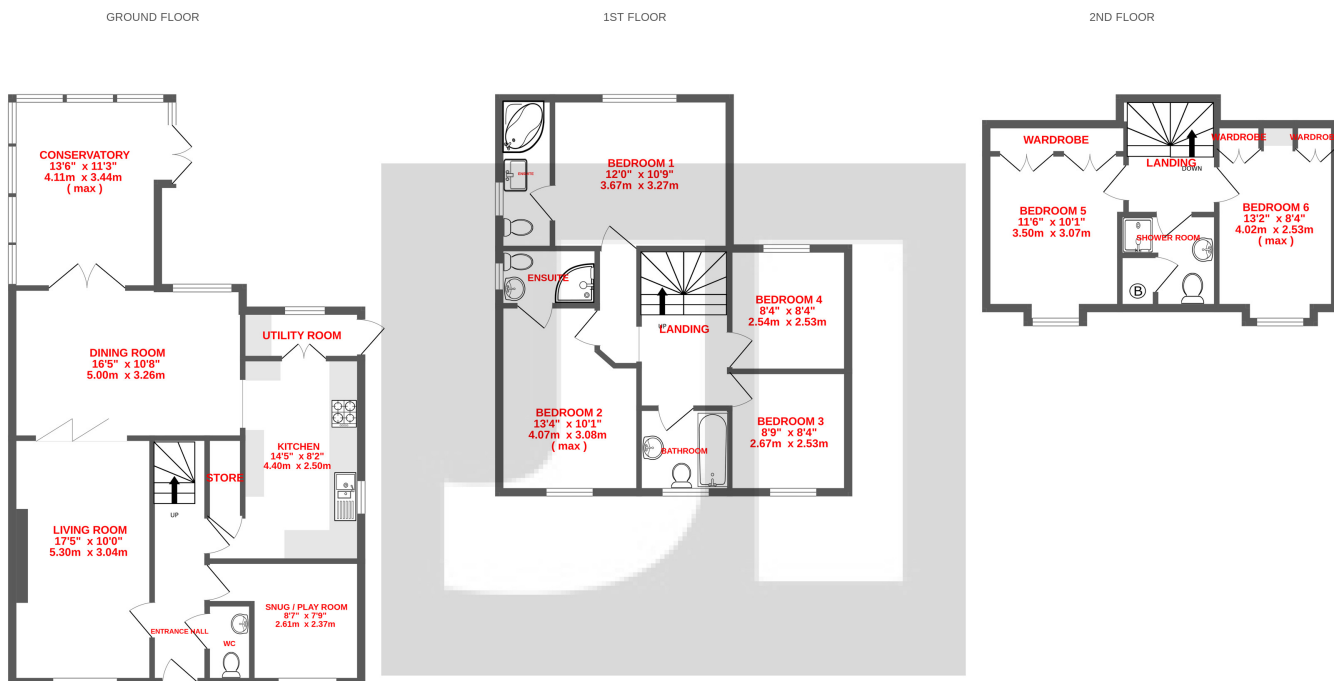 GROUND FLOOR
1ST FLOOR
2ND FLOOR
CONSERVATORY
13'6" x 11'3"
4.11m x 3.44m
( max )
DINING ROOM
16'5" x 10'8"
5.00m x 3.26m
UTILITY ROOM
KITCHEN
14'5" x 8'2"
4.40m x 2.50m
STORE
UP
LIVING ROOM
17'5" x 10'0"
5.30m x 3.04m
SNUG / PLAY ROOM
8'7" x 7'9"
2.61m x 2.37m
ENTRANCE HALL
WC
BEDROOM 1
12'0" x 10'9"
3.67m x 3.27m
ENSUITE
ENSUITE
BEDROOM 4
8'4" x 8'4"
2.54m x 2.53m
UP
LANDING
BEDROOM 2
13'4" x 10'1"
4.07m x 3.08m
( max )
BEDROOM 3
8'9" x 8'4"
2.67m x 2.53m
BATHROOM
WARDROBE
WARDROBE
WARDROBE
LANDING
DOWN
BEDROOM 5
11'6" x 10'1"
3.50m x 3.07m
BEDROOM 6
13'2" x 8'4"
4.02m x 2.53m
( max )
SHOWER ROOM
B